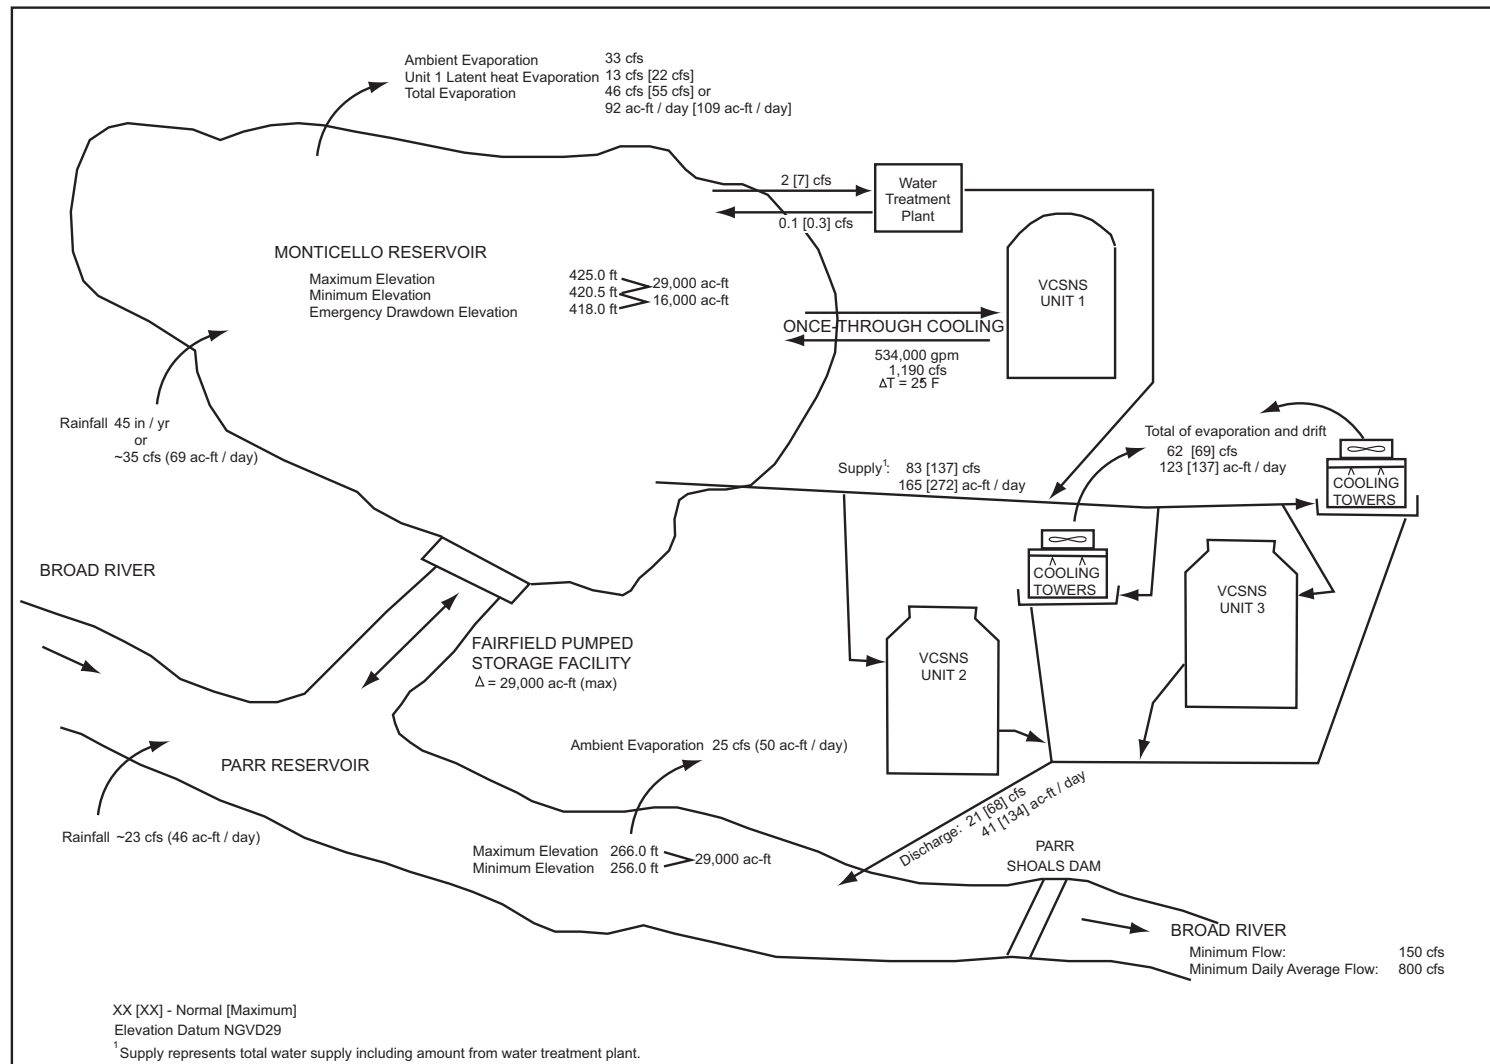 Ambient Evaporation 33 cfs
Unit 1 Latent heat Evaporation 13 cfs [22 cfs]
Total Evaporation 46 cfs [55 cfs] or
92 ac-ft / day [109 ac-ft / day]
2 [7] cfs
0.1 [0.3] cfs
Water
Treatment
Plant
MONTICELLO RESERVOIR
Maximum Elevation 425.0 ft
Minimum Elevation 420.5 ft
Emergency Drawdown Elevation 418.0 ft
29,000 ac-ft
16,000 ac-ft
VCSNS
UNIT 1
ONCE-THROUGH COOLING
534,000 gpm
1,190 cfs
ΔT = 25 F
Rainfall 45 in / yr
or
~35 cfs (69 ac-ft / day)
Total of evaporation and drift
62 [69] cfs
123 [137] ac-ft / day
Supply1: 83 [137] cfs
165 [272] ac-ft / day
COOLING
TOWERS
COOLING
TOWERS
BROAD RIVER
VCSNS
UNIT 3
FAIRFIELD PUMPED
STORAGE FACILITY
Δ = 29,000 ac-ft (max)
VCSNS
UNIT 2
Ambient Evaporation 25 cfs (50 ac-ft / day)
PARR RESERVOIR
Rainfall ~23 cfs (46 ac-ft / day)
Maximum Elevation 266.0 ft
Minimum Elevation 256.0 ft
29,000 ac-ft
Discharge: 21 [68] cfs
41 [134] ac-ft / day
PARR
SHOALS DAM
BROAD RIVER
Minimum Flow: 150 cfs
Minimum Daily Average Flow: 800 cfs
XX [XX] - Normal [Maximum]
Elevation Datum NGVD29
1 Supply represents total water supply including amount from water treatment plant.